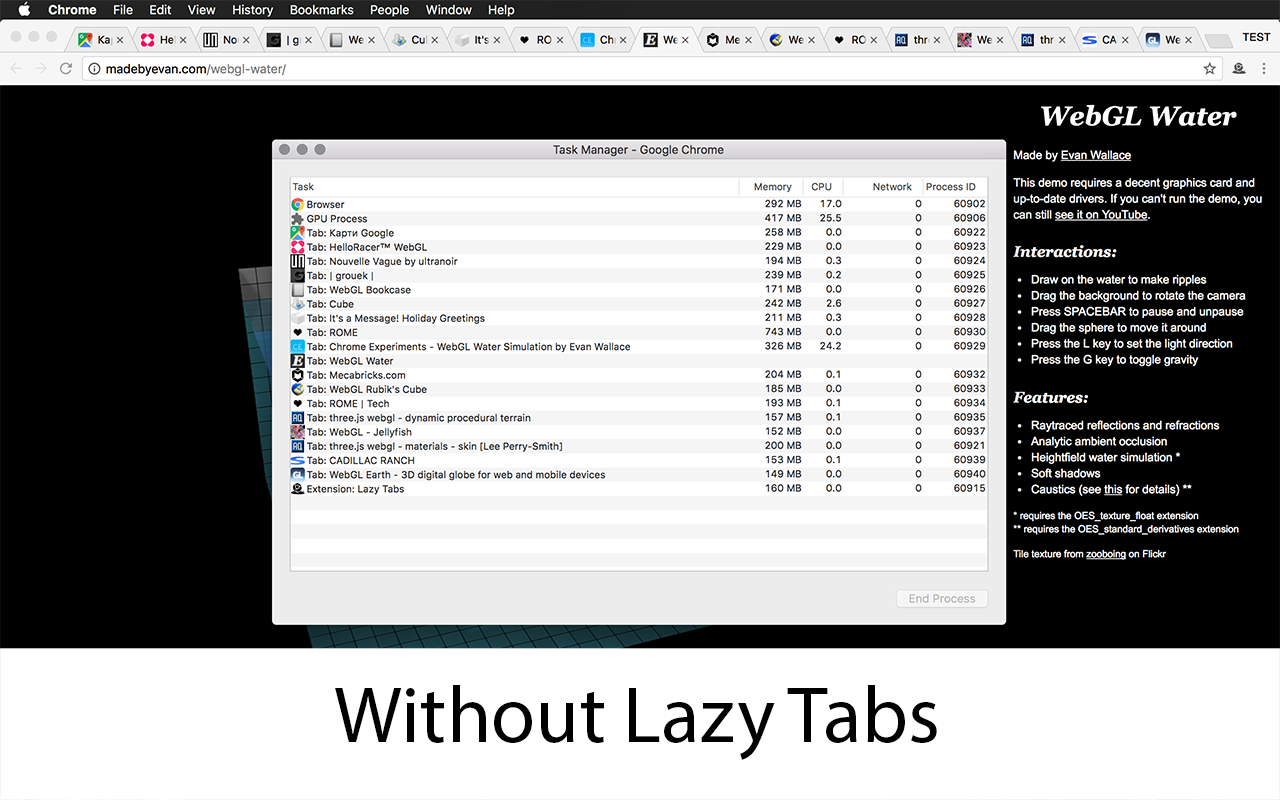 Chrome File Edit View History Bookmarks People Window Help
Ka × Hel × No × | g × We × Cu × It's × RO × Ch × We × Me × We × RO × thr × We × thr × CA × We × TEST
madebyevan.com/webgl-water/
WebGL Water
Made by Evan Wallace
This demo requires a decent graphics card and
up-to-date drivers. If you can't run the demo, you
can still see it on YouTube.
Interactions:
• Draw on the water to make ripples
• Drag the background to rotate the camera
• Press SPACEBAR to pause and unpause
• Drag the sphere to move it around
• Press the L key to set the light direction
• Press the G key to toggle gravity
Features:
• Raytraced reflections and refractions
• Analytic ambient occlusion
• Heightfield water simulation *
• Soft shadows
• Caustics (see this for details) **
* requires the OES_texture_float extension
** requires the OES_standard_derivatives extension
Tile texture from zooboing on Flickr
Task Manager - Google Chrome
Task Memory CPU Network Process ID
Browser 292 MB 17.0 0 60902
GPU Process 417 MB 25.5 0 60906
Tab: Карти Google 258 MB 0.0 0 60922
Tab: HelloRacer™ WebGL 229 MB 0.0 0 60923
Tab: Nouvelle Vague by ultranoir 194 MB 0.3 0 60924
Tab: | grouek | 239 MB 0.2 0 60925
Tab: WebGL Bookcase 171 MB 0.0 0 60926
Tab: Cube 242 MB 2.6 0 60927
Tab: It's a Message! Holiday Greetings 211 MB 0.3 0 60928
Tab: ROME 743 MB 0.0 0 60930
Tab: Chrome Experiments - WebGL Water Simulation by Evan Wallace 326 MB 24.2 0 60929
Tab: WebGL Water
Tab: Mecabricks.com 204 MB 0.1 0 60932
Tab: WebGL Rubik's Cube 185 MB 0.0 0 60933
Tab: ROME | Tech 193 MB 0.1 0 60934
Tab: three.js webgl - dynamic procedural terrain 157 MB 0.1 0 60935
Tab: WebGL - Jellyfish 152 MB 0.0 0 60937
Tab: three.js webgl - materials - skin [Lee Perry-Smith] 200 MB 0.0 0 60921
Tab: CADILLAC RANCH 153 MB 0.1 0 60939
Tab: WebGL Earth - 3D digital globe for web and mobile devices 149 MB 0.0 0 60940
Extension: Lazy Tabs 160 MB 0.0 0 60915
End Process
Without Lazy Tabs